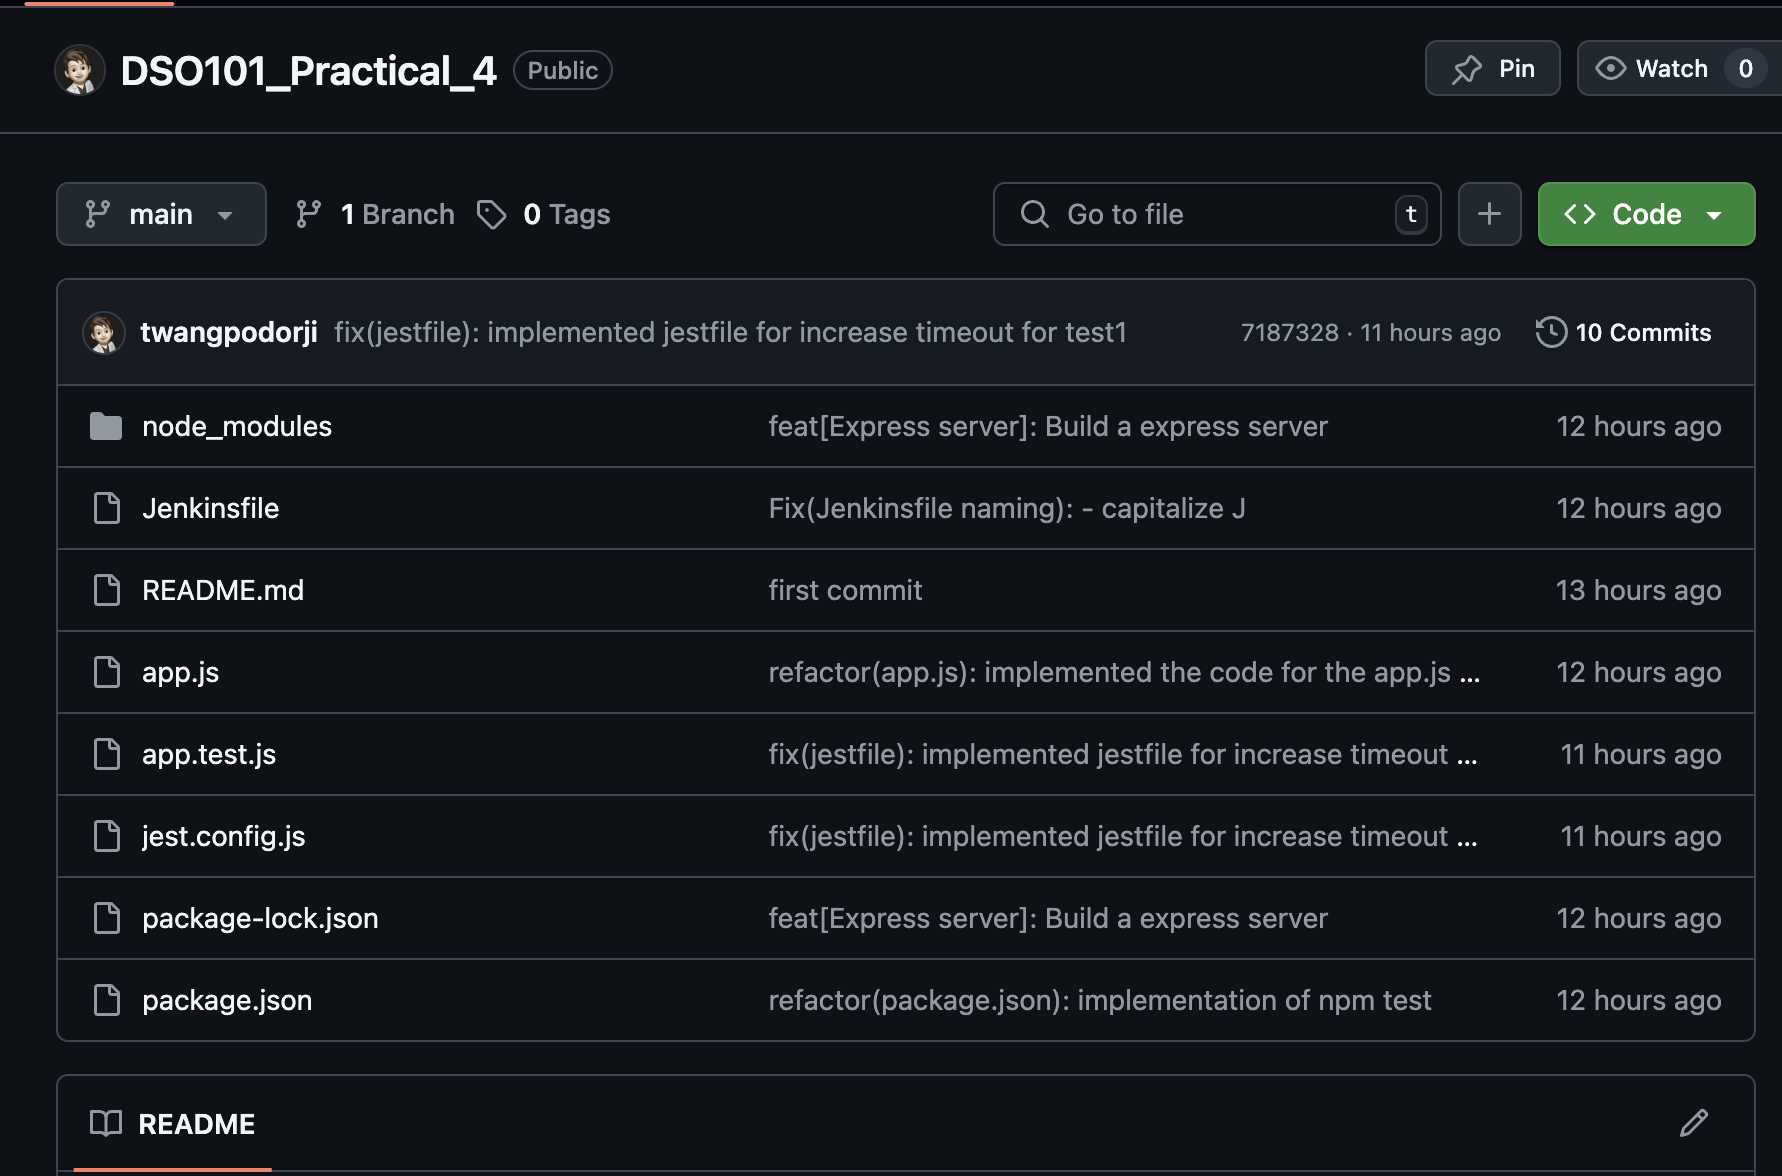 DSO101_Practical_4 Public Pin Watch 0
main 1 Branch 0 Tags Go to file t + <> Code
twangpodorji fix(jestfile): implemented jestfile for increase timeout for test1 7187328 · 11 hours ago 10 Commits
node_modules feat[Express server]: Build a express server 12 hours ago
Jenkinsfile Fix(Jenkinsfile naming): - capitalize J 12 hours ago
README.md first commit 13 hours ago
app.js refactor(app.js): implemented the code for the app.js ... 12 hours ago
app.test.js fix(jestfile): implemented jestfile for increase timeout ... 11 hours ago
jest.config.js fix(jestfile): implemented jestfile for increase timeout ... 11 hours ago
package-lock.json feat[Express server]: Build a express server 12 hours ago
package.json refactor(package.json): implementation of npm test 12 hours ago
README